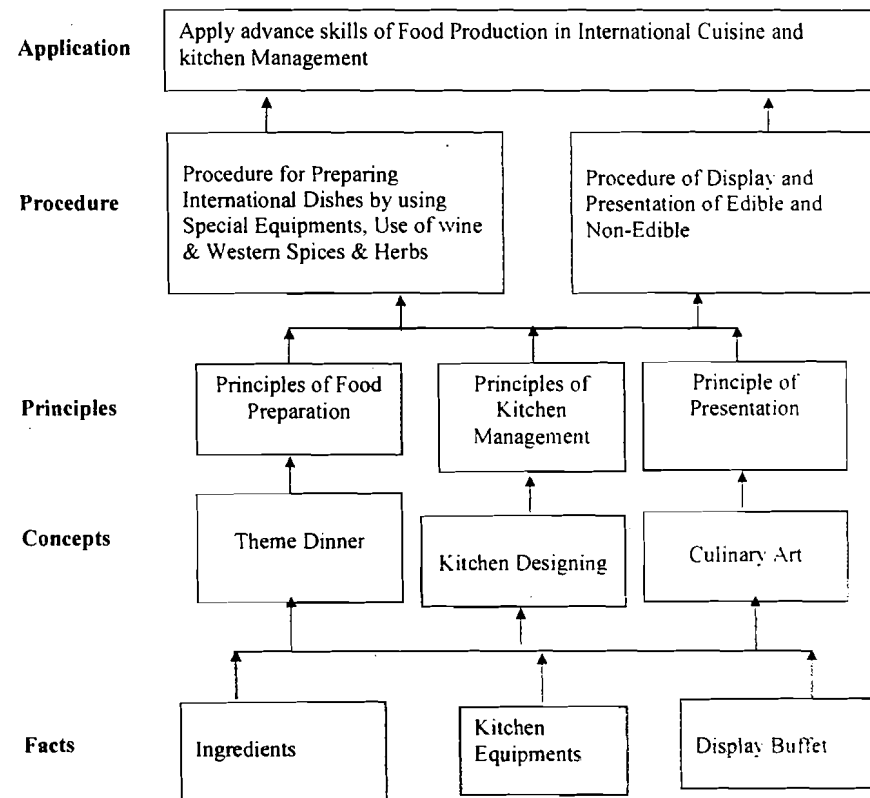 Application
Apply advance skills of Food Production in International Cuisine and
kitchen Management
Procedure
Procedure for Preparing
International Dishes by using
Special Equipments, Use of wine
& Western Spices & Herbs
Procedure of Display and
Presentation of Edible and
Non-Edible
Principles
Principles of Food
Preparation
Principles of
Kitchen
Management
Principle of
Presentation
Concepts
Theme Dinner
Kitchen Designing
Culinary Art
Facts
Ingredients
Kitchen
Equipments
Display Buffet